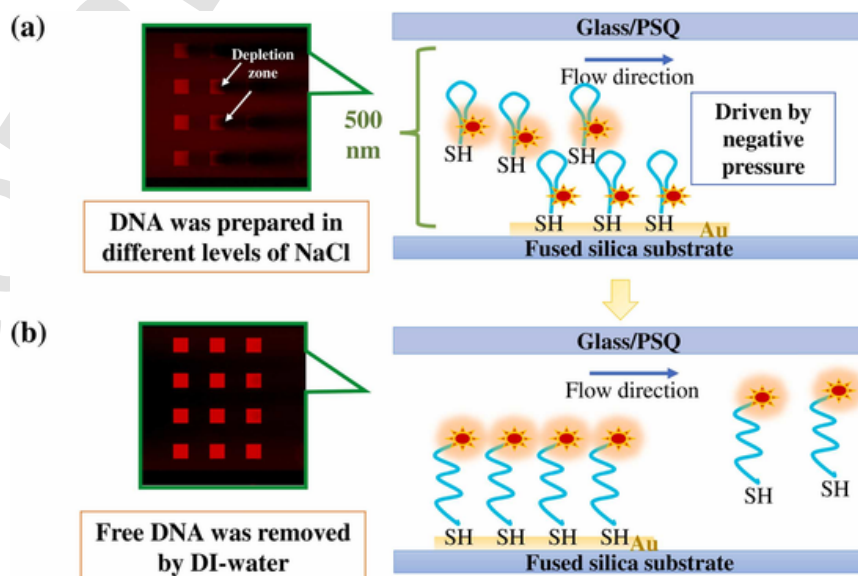 (a)
Depletion
zone
500
nm
DNA was prepared in
different levels of NaCl
Glass/PSQ
Flow direction
Driven by
negative
pressure
SH
SH
SH
SH
SH
SH
Au
Fused silica substrate
(b)
Free DNA was removed
by DI-water
Glass/PSQ
Flow direction
SH
SH
SH
SH
SH
SH
Au
Fused silica substrate